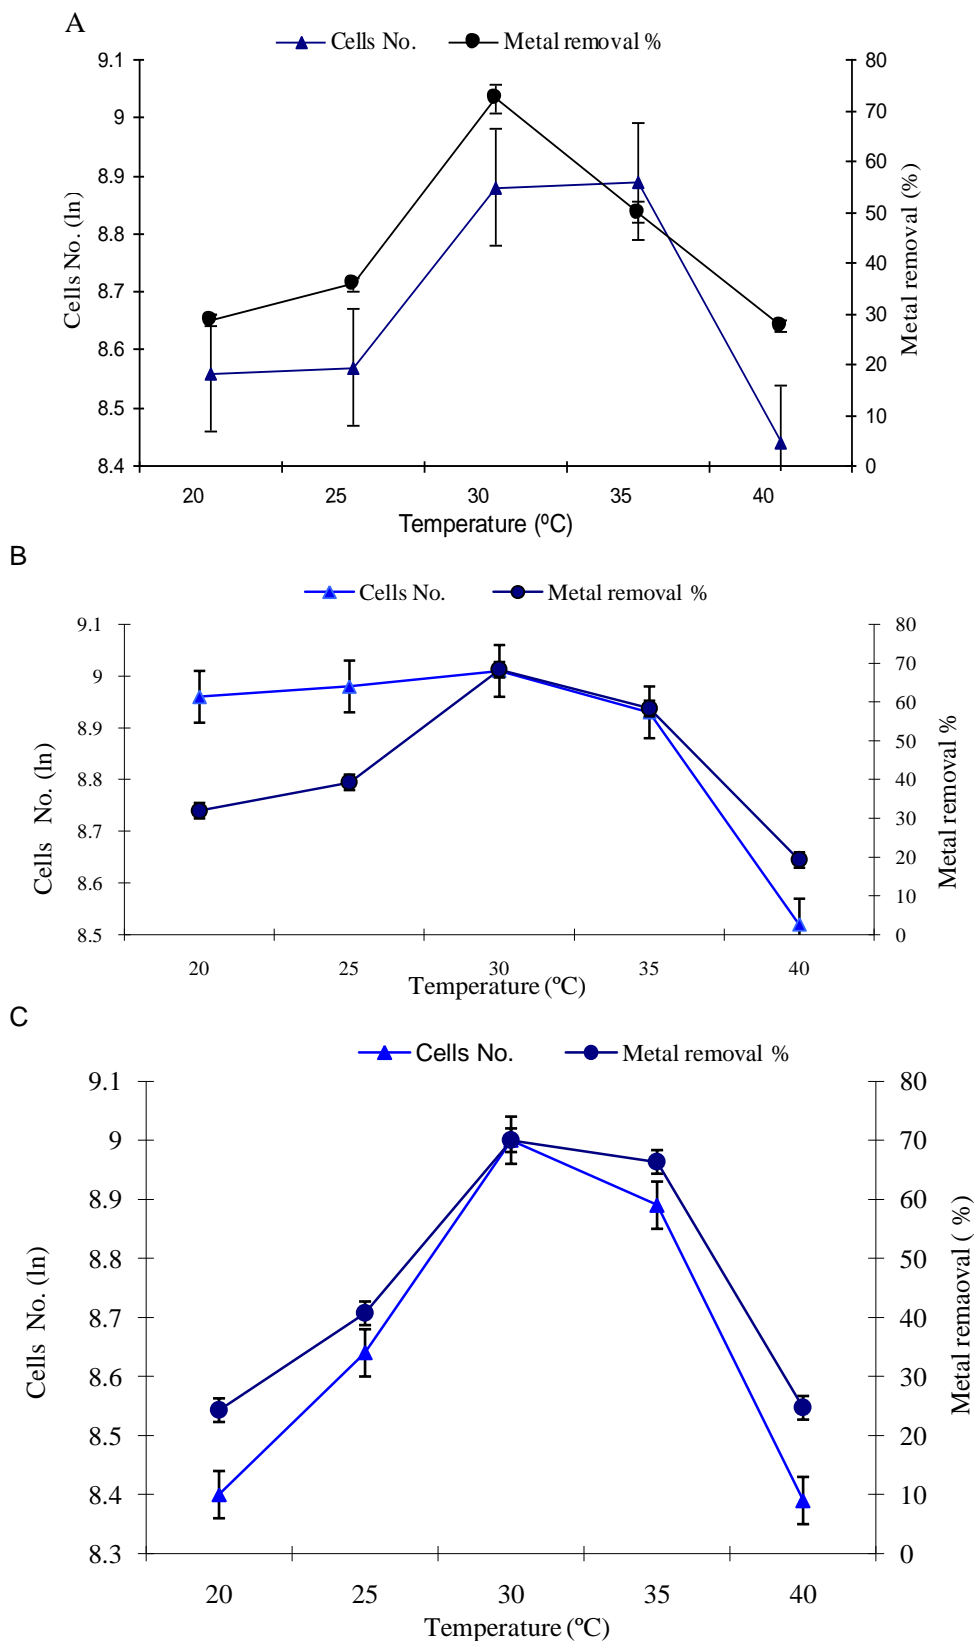 A
Cells No. Metal removal %
9.1 80
9 70
8.9 60
8.8 50
8.7 40
8.6 30
20
8.5 10
8.4 0
Cells No. (ln)
Metal removal (%)
20 25 30 35 40
Temperature (ºC)
B
Cells No. Metal removal %
9.1 80
9 70
8.9 60
50
8.8 40
8.7 30
8.6 20
10
8.5 0
Cells No. (ln)
Metal removal %
20 25 30 35 40
Temperature (ºC)
C
Cells No. Metal removal %
9.1 80
9 70
8.9 60
8.8 50
8.7 40
8.6 30
8.5 20
8.4 10
8.3 0
Cells No. (ln)
Metal remaoval ( %)
20 25 30 35 40
Temperature (ºC)